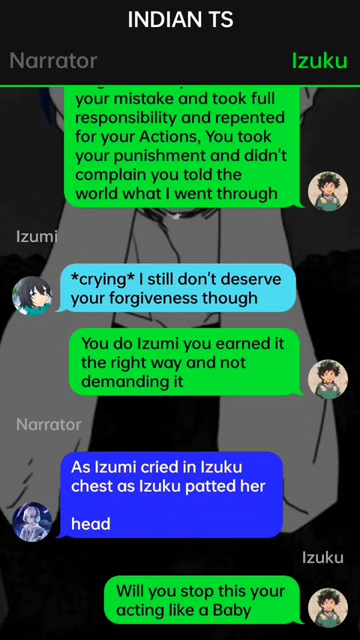 INDIAN TS
Narrator
Izuku
your mistake and took full
responsibility and repented
for your Actions, You took
your punishment and didn't
complain you told the
world what I went through
Izumi
*crying* I still don't deserve
your forgiveness though
You do Izumi you earned it
the right way and not
demanding it
Narrator
As Izumi cried in Izuku
chest as Izuku patted her
head
Izuku
Will you stop this your
acting like a Baby